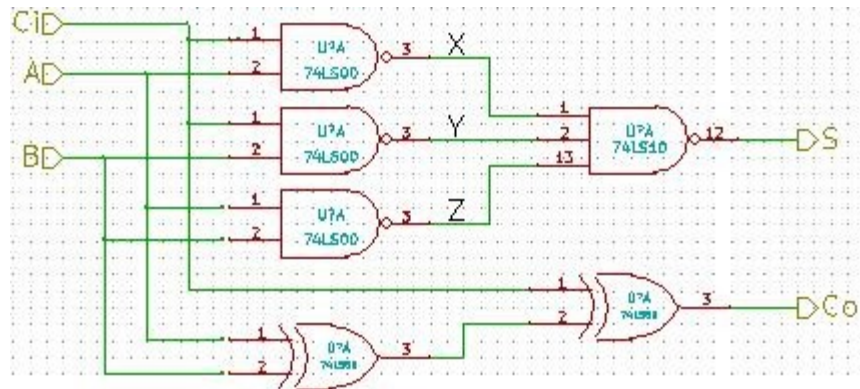 Ci
1 U?A 3 X
A 2 74LS00
1 U?A 1
Y 2 U?A 12 S
3 74LS10
B 2 74LS00 13
1 U?A 3 Z
2 74LS00
1 U?A 3 Co
2
1 U?A 3
2